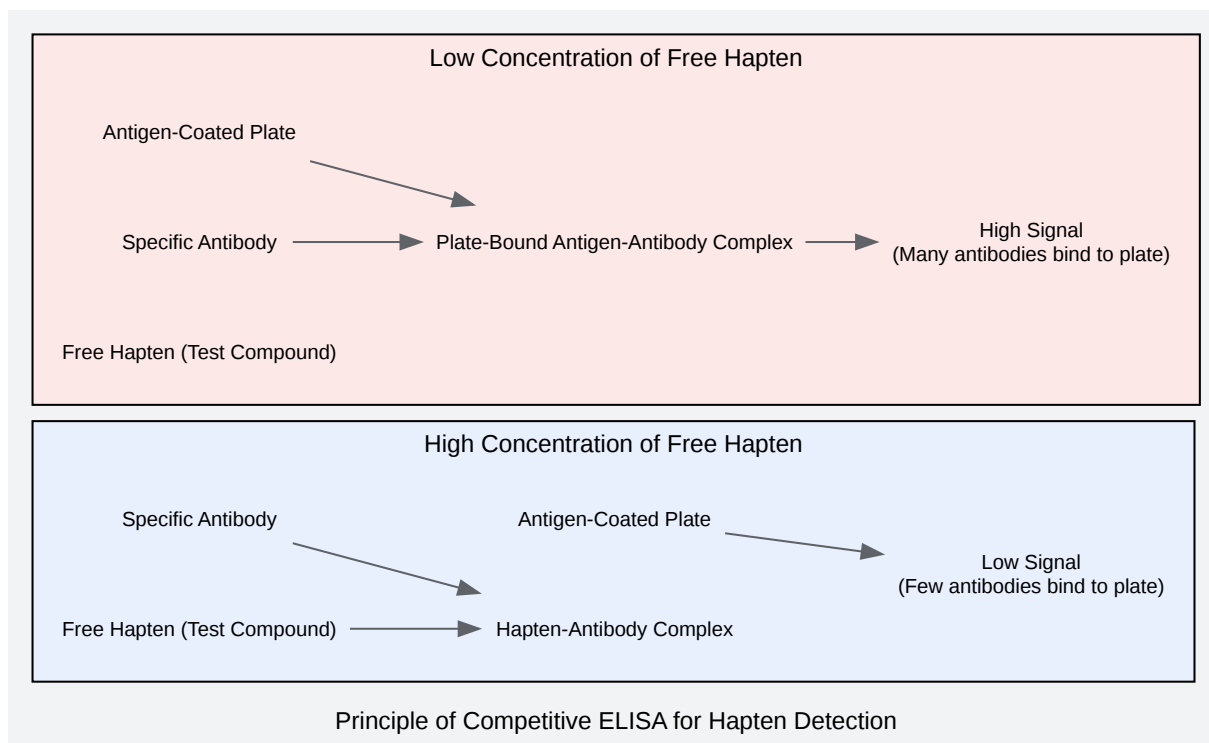 Low Concentration of Free Hapten
Antigen-Coated Plate
Specific Antibody
Plate-Bound Antigen-Antibody Complex
High Signal
(Many antibodies bind to plate)
Free Hapten (Test Compound)
High Concentration of Free Hapten
Specific Antibody
Antigen-Coated Plate
Low Signal
(Few antibodies bind to plate)
Free Hapten (Test Compound)
Hapten-Antibody Complex
Principle of Competitive ELISA for Hapten Detection